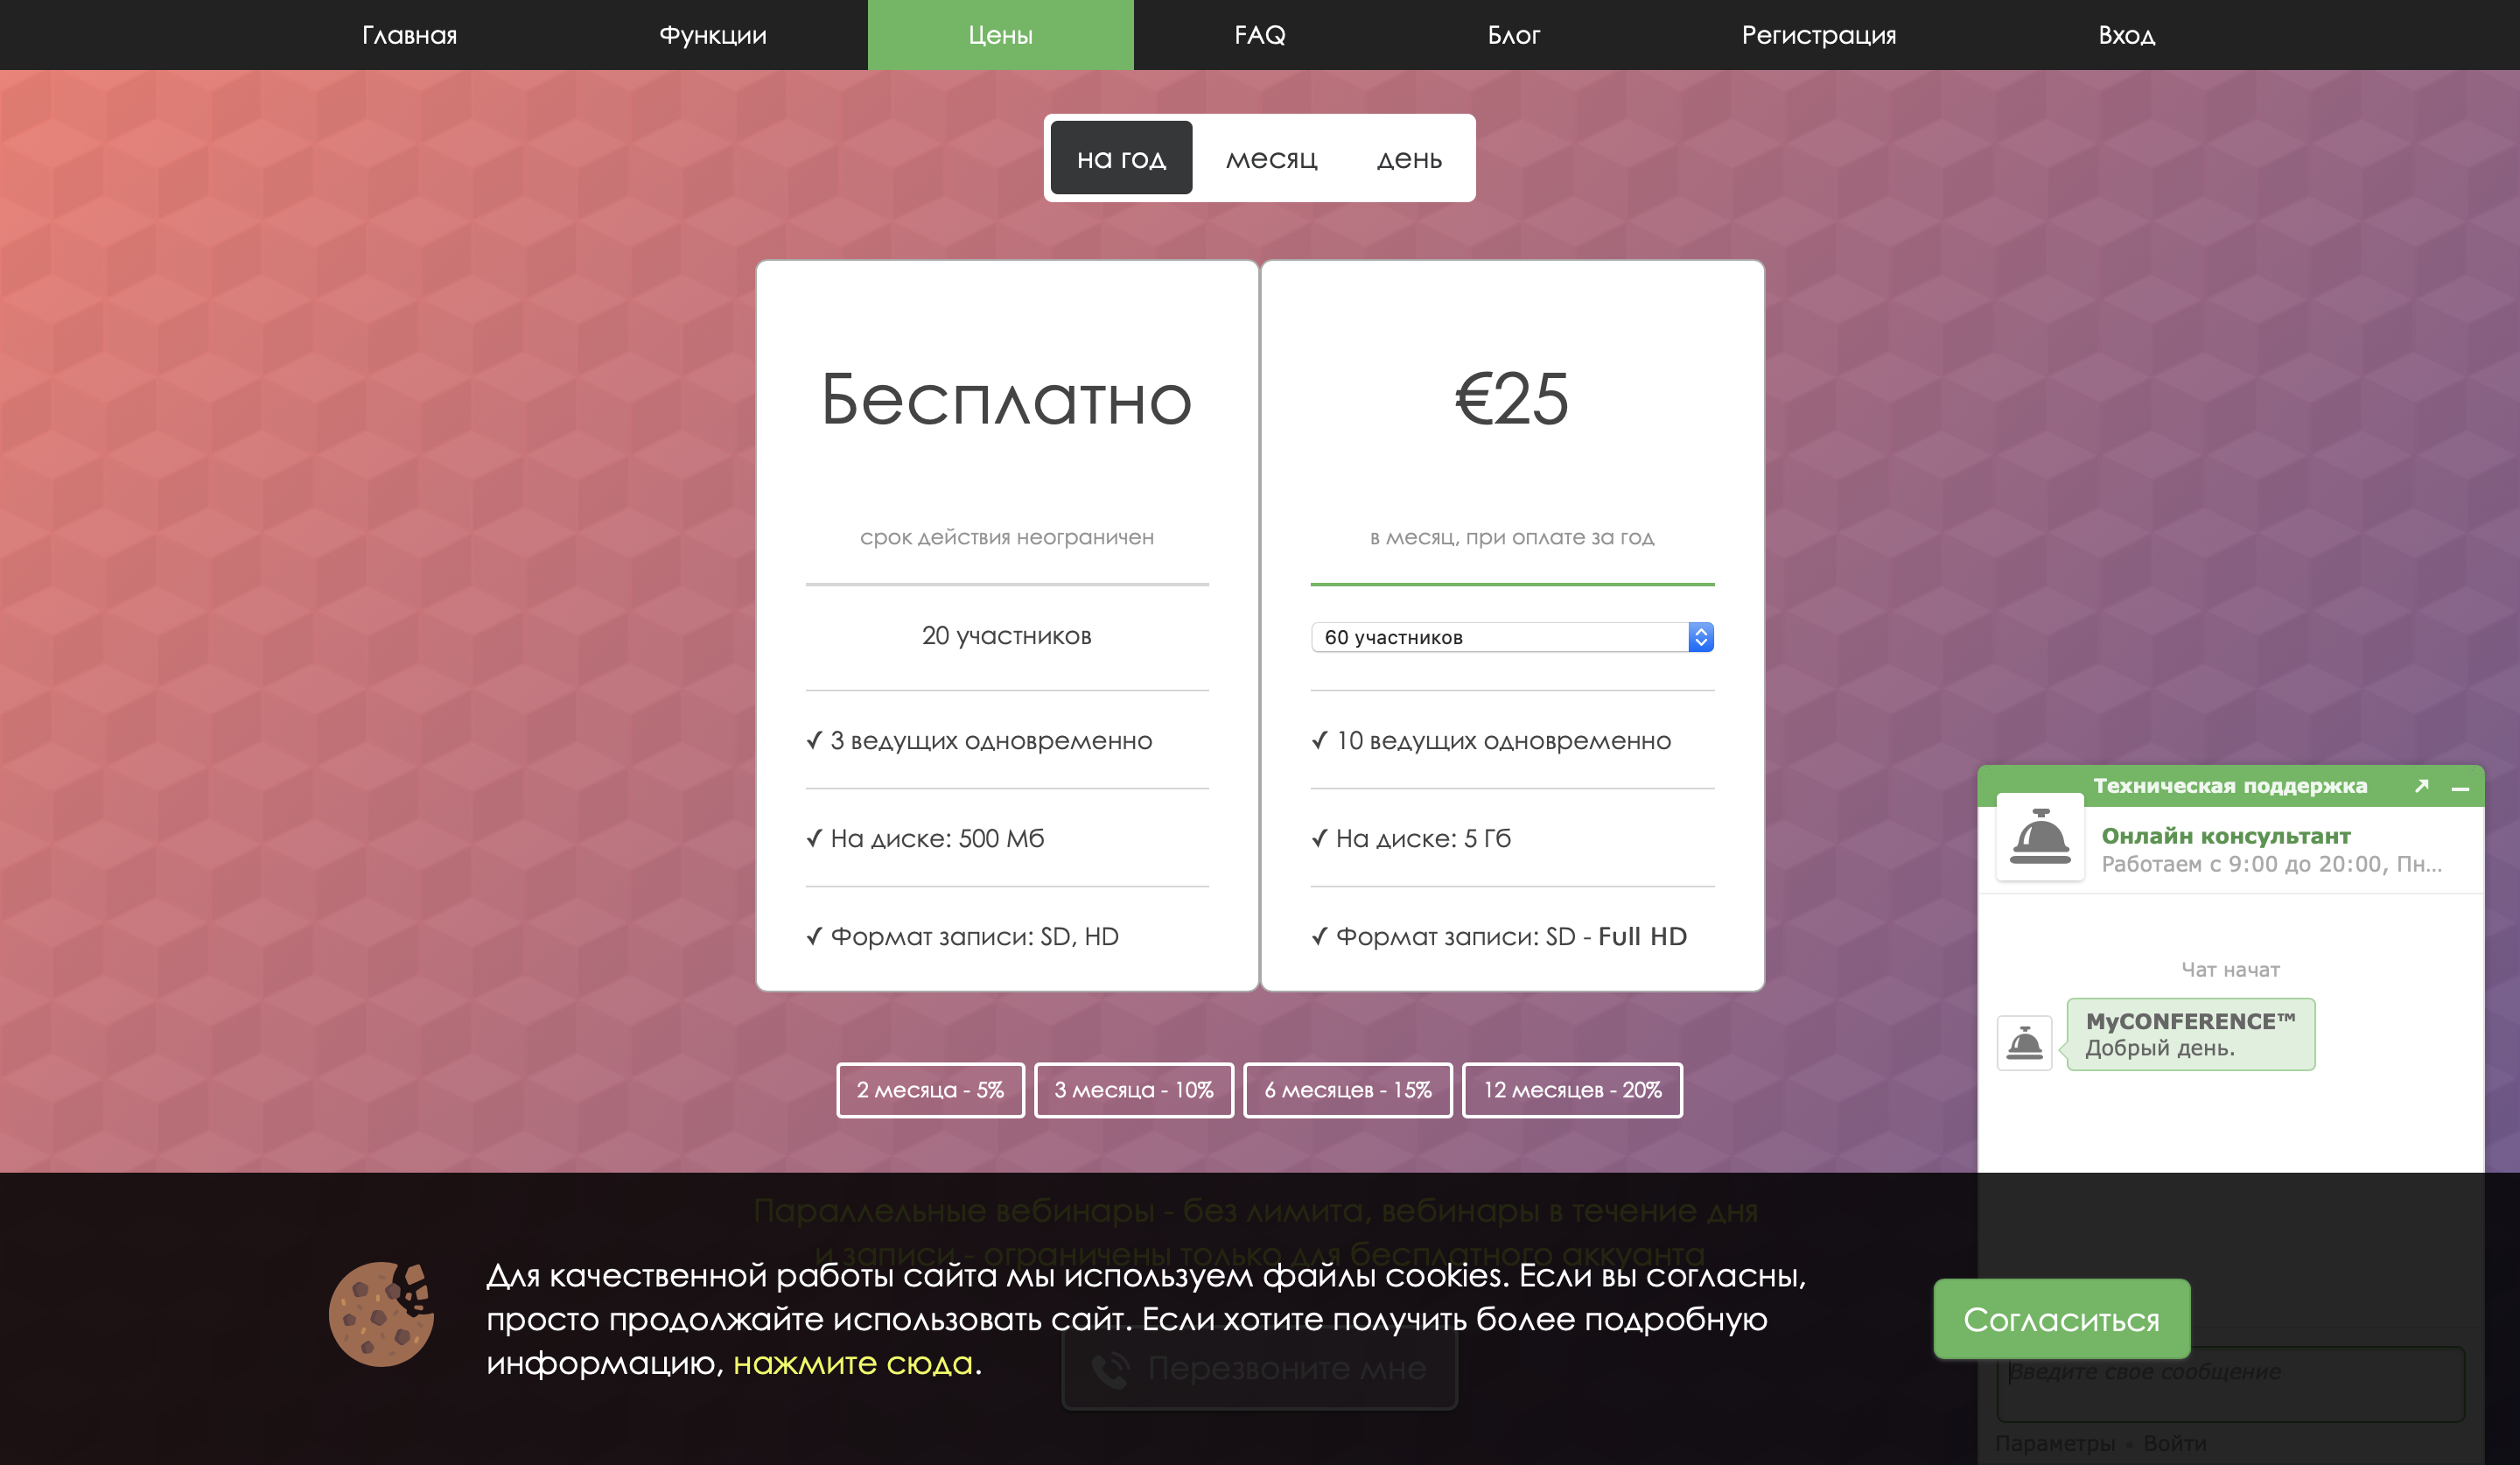 Главная
Функции
Цены
FAQ
Блог
Регистрация
Вход
на год
месяц
день
Бесплатно
срок действия неограничен
20 участников
✓ 3 ведущих одновременно
✓ На диске: 500 Мб
✓ Формат записи: SD, HD
€25
в месяц, при оплате за год
60 участников
✓ 10 ведущих одновременно
✓ На диске: 5 Гб
✓ Формат записи: SD - Full HD
2 месяца - 5%
3 месяца - 10%
6 месяцев - 15%
12 месяцев - 20%
Параллельные вебинары - без лимита, вебинары в течение дня
и записи - ограничены только для бесплатного аккуанта
Перезвоните мне
Для качественной работы сайта мы используем файлы cookies. Если вы согласны,
просто продолжайте использовать сайт. Если хотите получить более подробную
информацию, нажмите сюда.
Согласиться
Техническая поддержка
Онлайн консультант
Работаем с 9:00 до 20:00, Пн...
Чат начат
MyCONFERENCE™
Добрый день.
Введите свое сообщение
Параметры • Войти